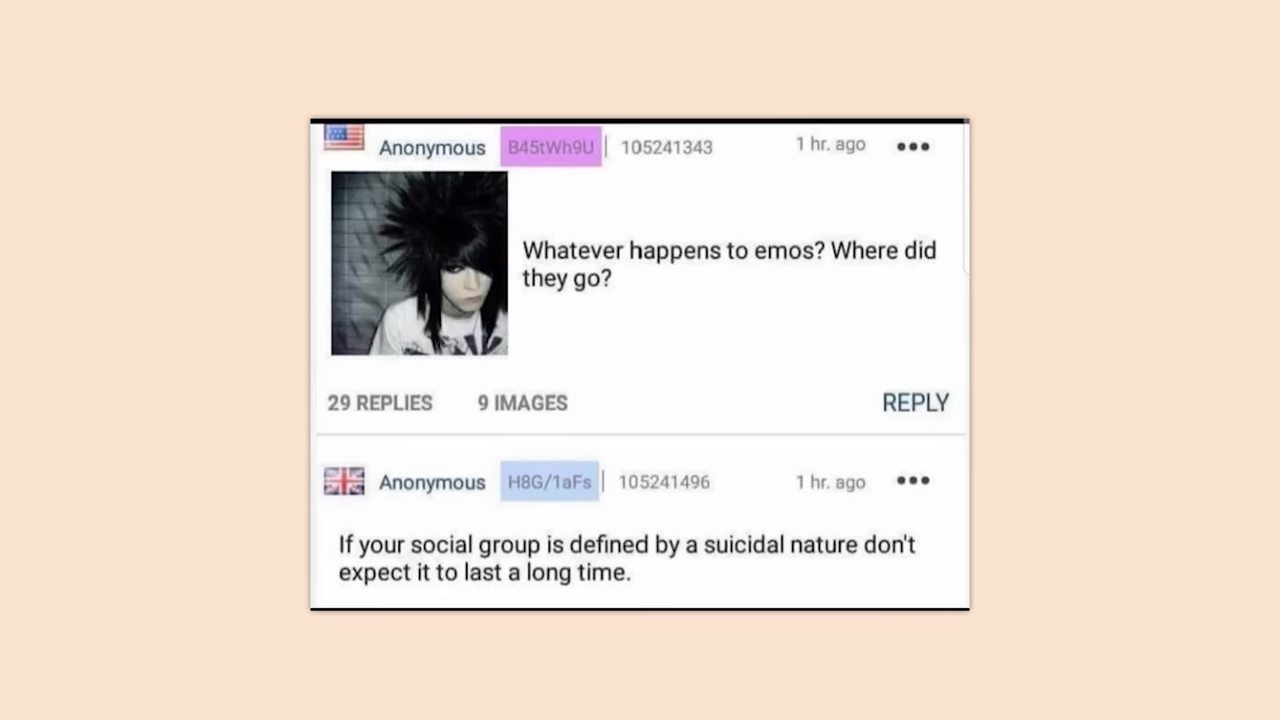 Anonymous B45tWh9U 105241343 1 hr. ago
Whatever happens to emos? Where did
they go?
29 REPLIES 9 IMAGES REPLY
Anonymous H8G/1aFs 105241496 1 hr. ago
If your social group is defined by a suicidal nature don't
expect it to last a long time.